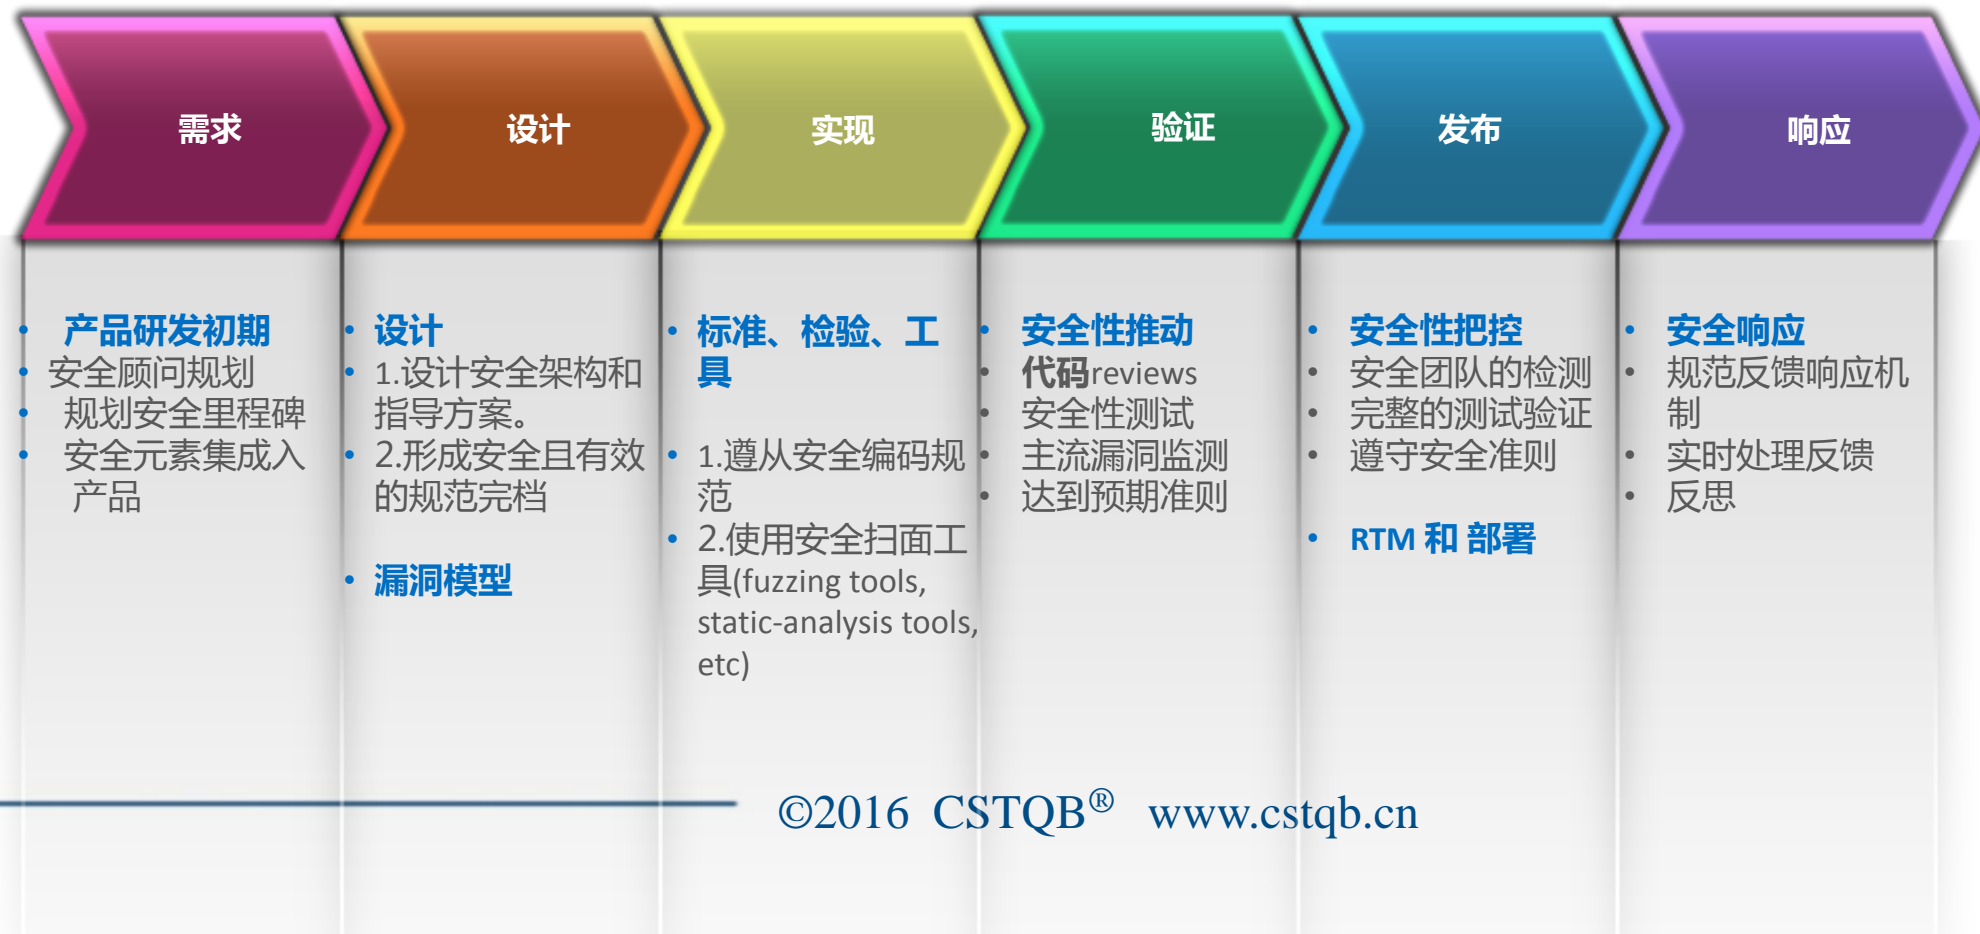 需求
设计
实现
验证
发布
响应
• 产品研发初期
• 安全顾问规划
• 规划安全里程碑
• 安全元素集成入
产品
• 设计
• 1.设计安全架构和
指导方案。
• 2.形成安全且有效
的规范完档
• 漏洞模型
• 标准、检验、工
具
• 1.遵从安全编码规
范
• 2.使用安全扫面工
具(fuzzing tools,
static-analysis tools,
etc)
• 安全性推动
• 代码reviews
• 安全性测试
• 主流漏洞监测
• 达到预期准则
• 安全性把控
• 安全团队的检测
• 完整的测试验证
• 遵守安全准则
• RTM 和 部署
• 安全响应
• 规范反馈响应机
制
• 实时处理反馈
• 反思
©2016 CSTQB® www.cstqb.cn